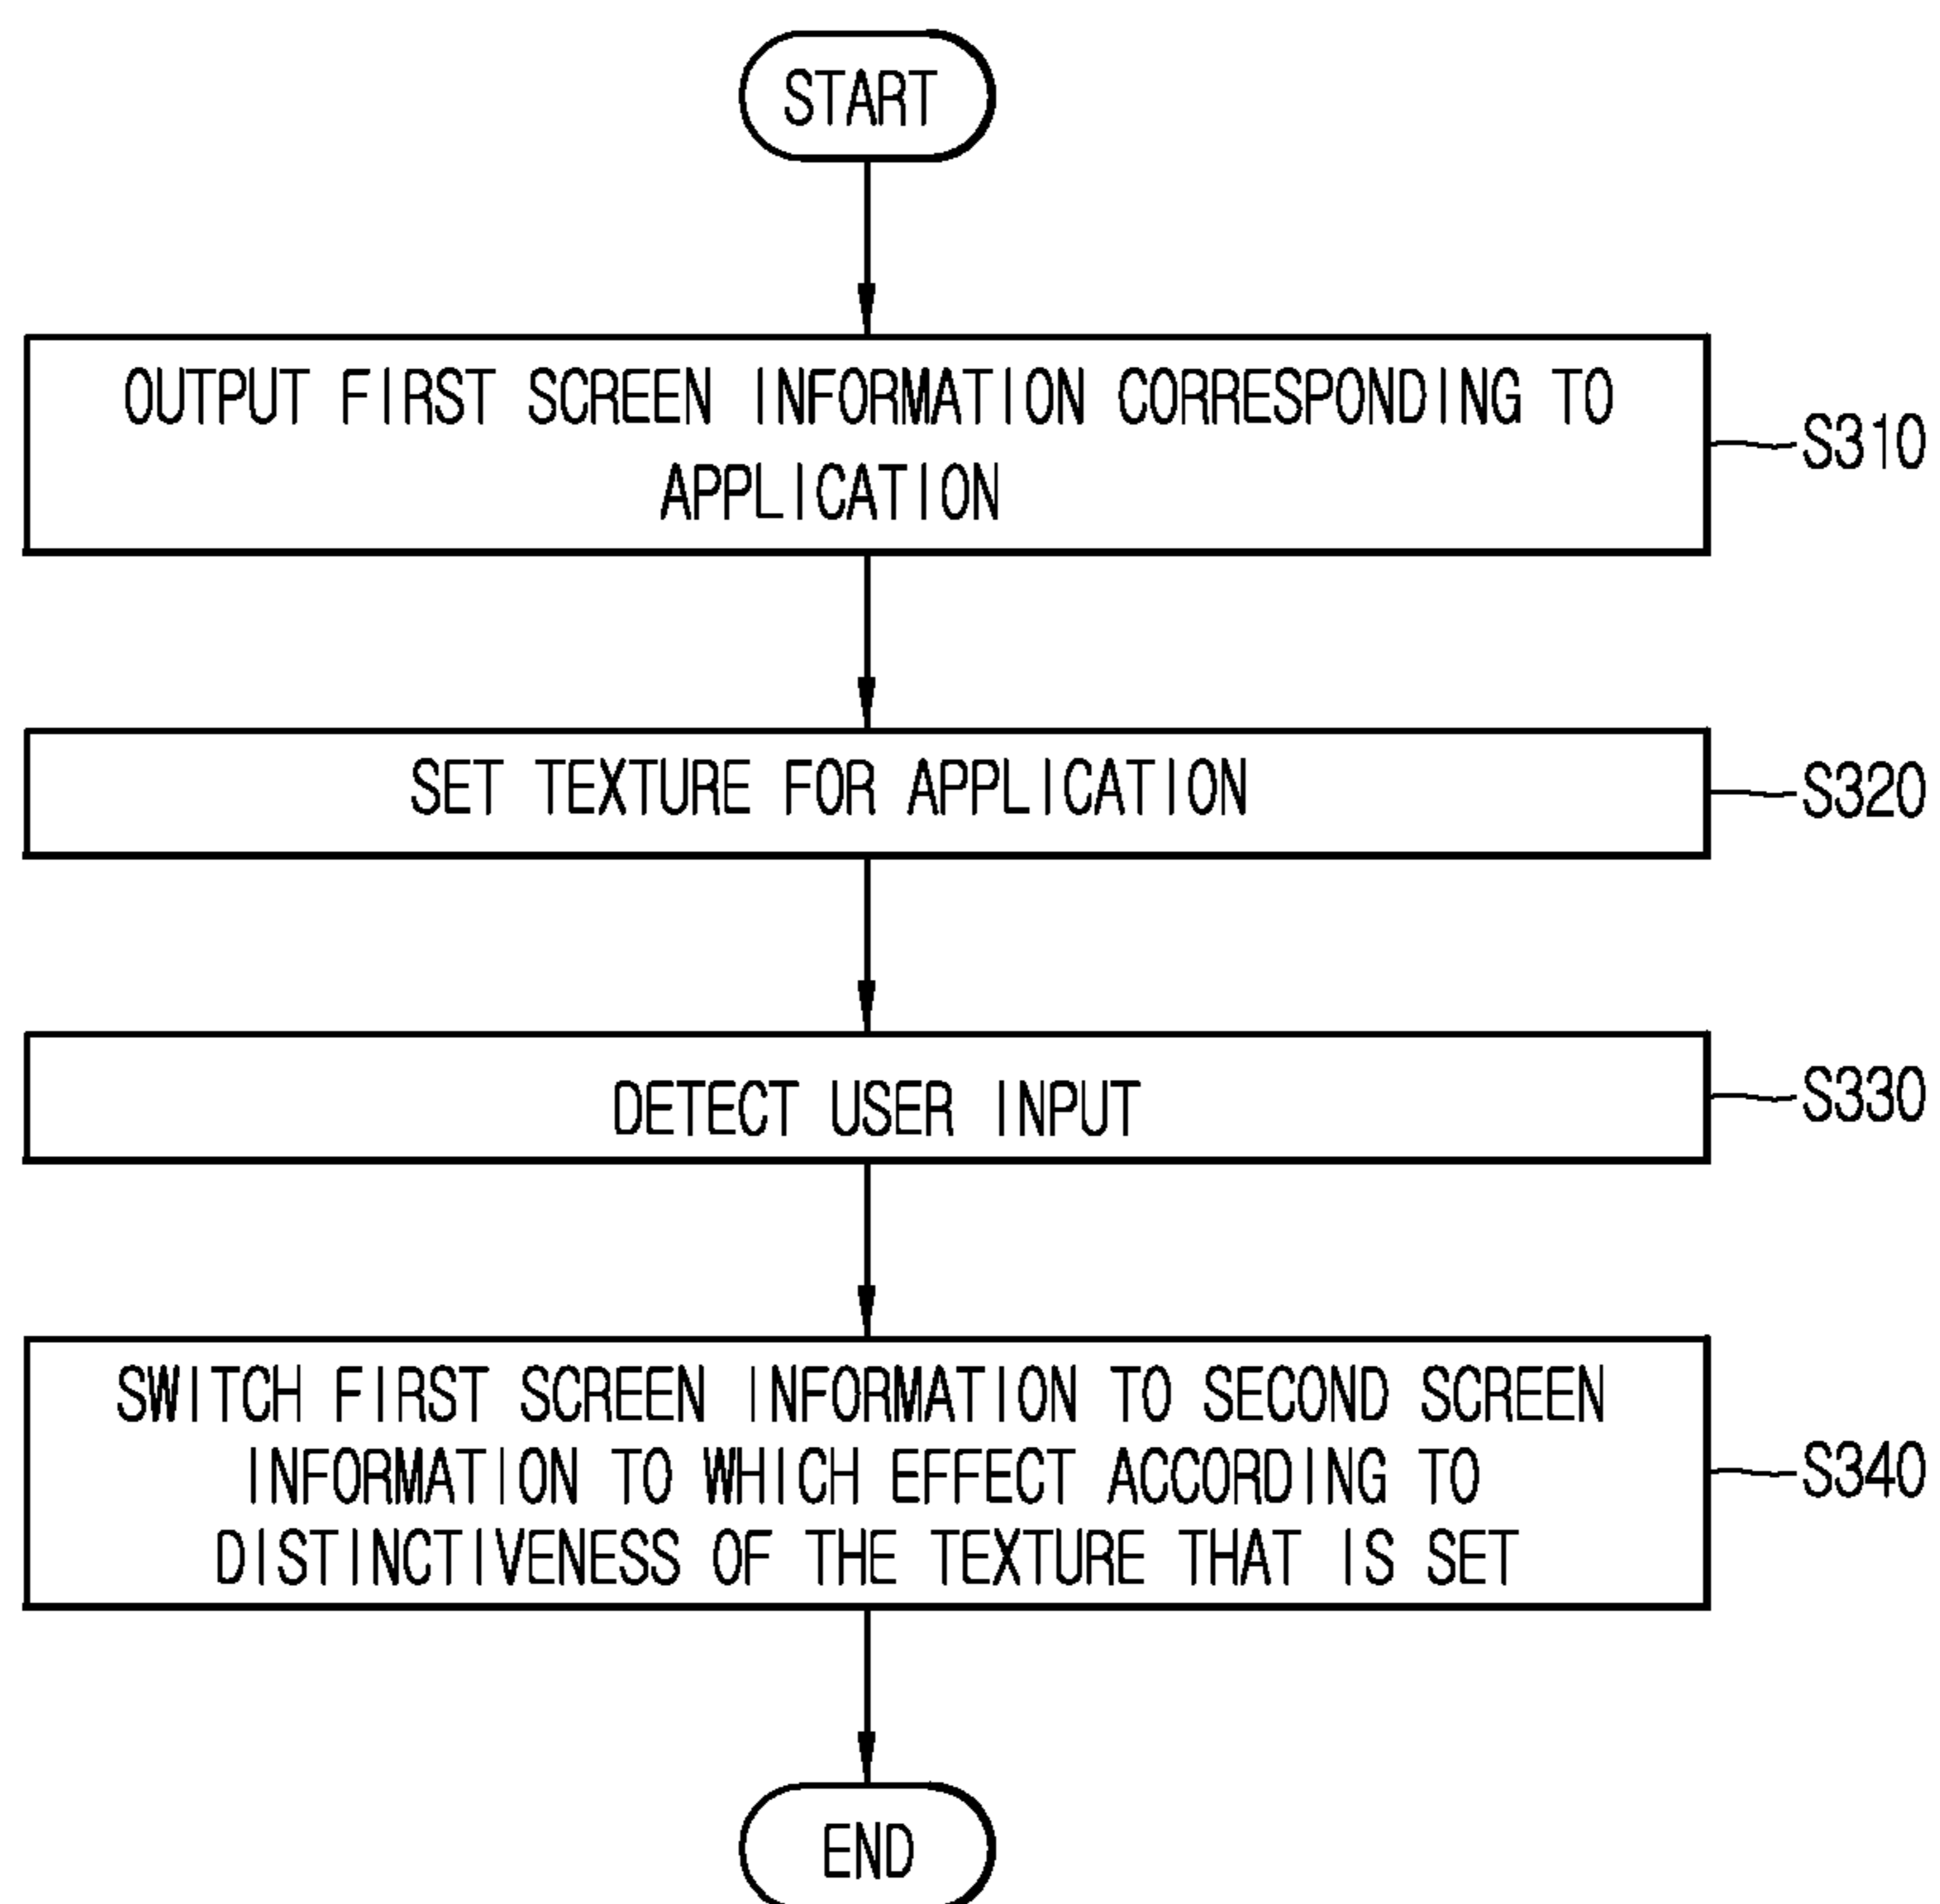 START
OUTPUT FIRST SCREEN INFORMATION CORRESPONDING TO
APPLICATION
S310
SET TEXTURE FOR APPLICATION
S320
DETECT USER INPUT
S330
SWITCH FIRST SCREEN INFORMATION TO SECOND SCREEN
INFORMATION TO WHICH EFFECT ACCORDING TO
DISTINCTIVENESS OF THE TEXTURE THAT IS SET
S340
END